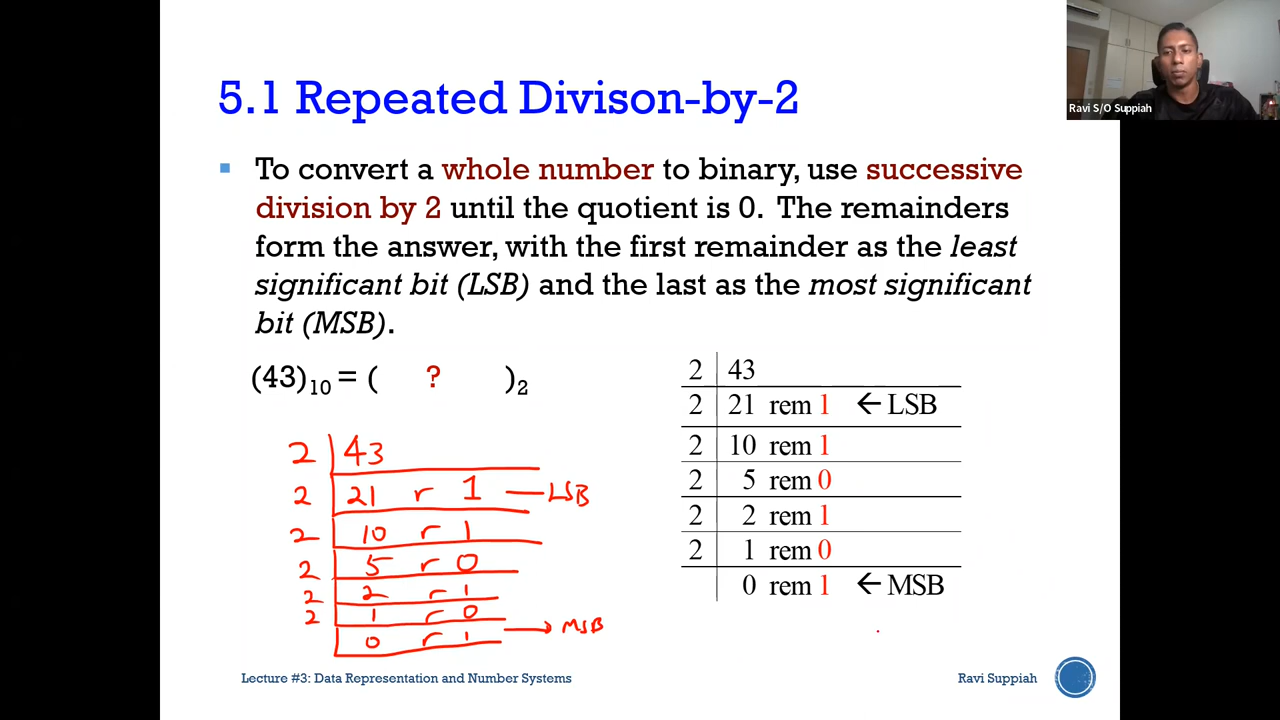 Ravi S/O Suppiah
5.1 Repeated Divison-by-2
To convert a whole number to binary, use successive
division by 2 until the quotient is 0. The remainders
form the answer, with the first remainder as the least
significant bit (LSB) and the last as the most significant
bit (MSB).
(43)10 = ( ? )2
2 43
2 21 r 1 — LSB
2 10 r 1
2 5 r 0
2 2 r 1
2 1 r 0
0 r 1 → MSB
2 43
2 21 rem 1 ← LSB
2 10 rem 1
2 5 rem 0
2 2 rem 1
2 1 rem 0
0 rem 1 ← MSB
Lecture #3: Data Representation and Number Systems
Ravi Suppiah